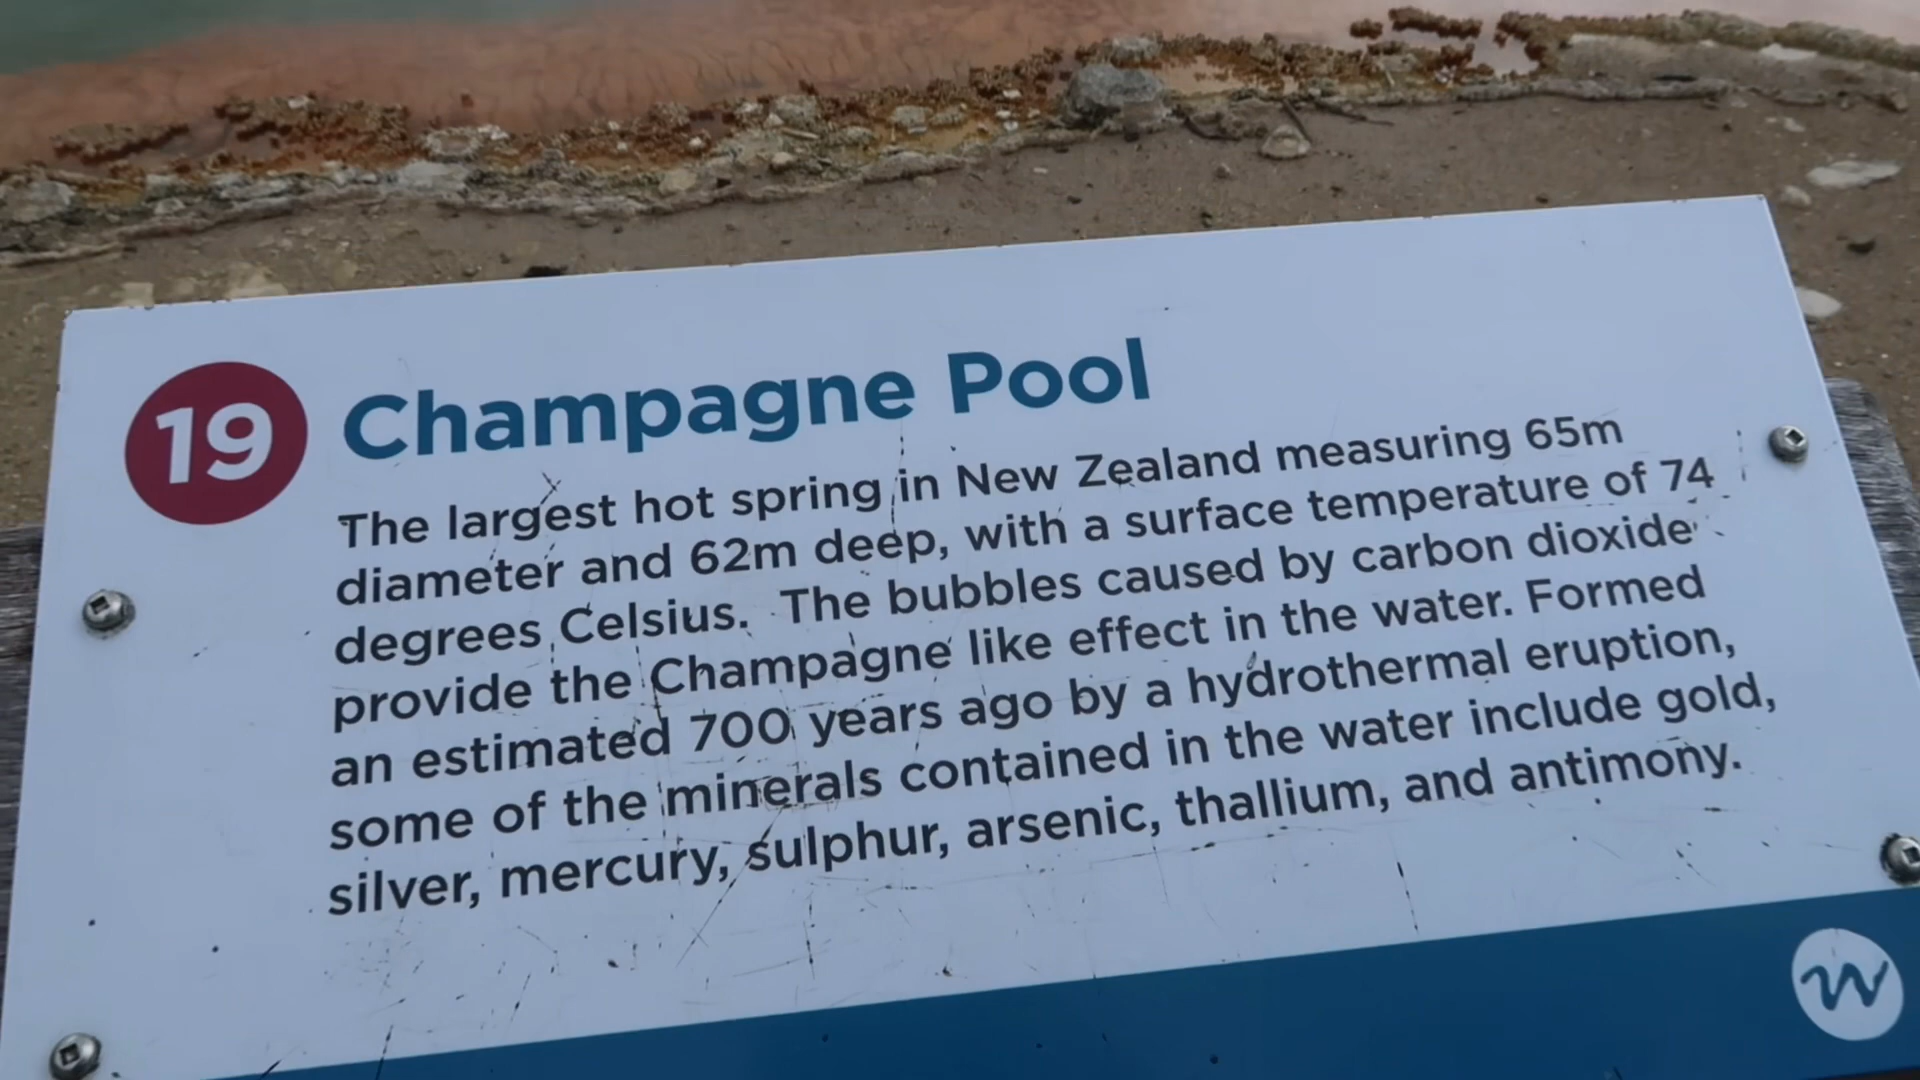 19
Champagne Pool
The largest hot spring in New Zealand measuring 65m
diameter and 62m deep, with a surface temperature of 74
degrees Celsius. The bubbles caused by carbon dioxide
provide the Champagne like effect in the water. Formed
an estimated 700 years ago by a hydrothermal eruption,
some of the minerals contained in the water include gold,
silver, mercury, sulphur, arsenic, thallium, and antimony.
W